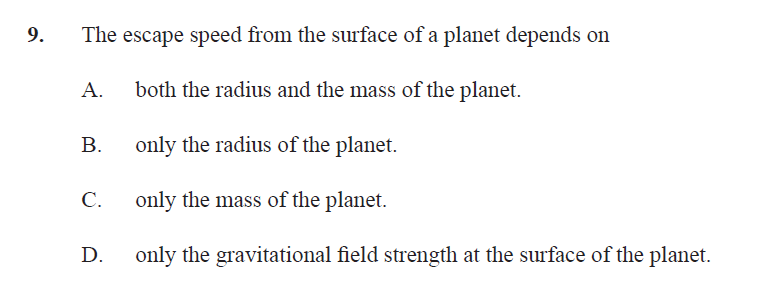 9. The escape speed from the surface of a planet depends on
A. both the radius and the mass of the planet.
B. only the radius of the planet.
C. only the mass of the planet.
D. only the gravitational field strength at the surface of the planet.